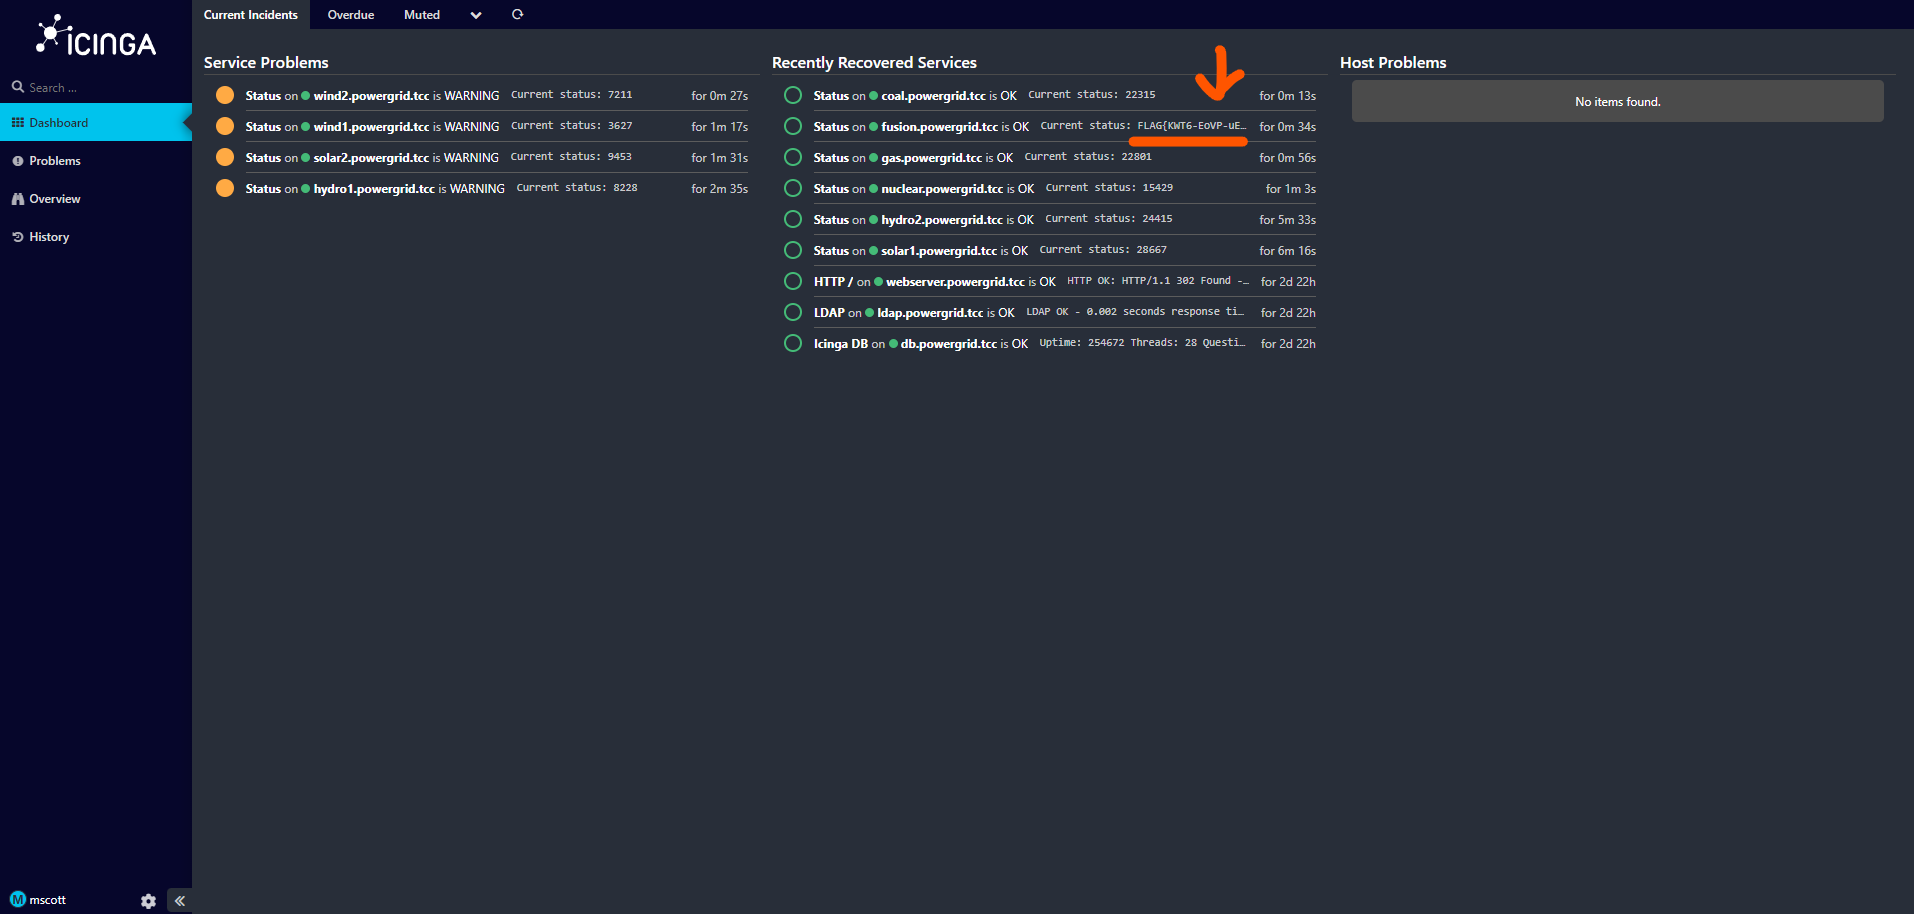 ICINGA
Current Incidents Overdue Muted
Search ...
Dashboard
Problems
Overview
History
Service Problems
Status on wind2.powergrid.tcc is WARNING Current status: 7211 for 0m 27s
Status on wind1.powergrid.tcc is WARNING Current status: 3627 for 1m 17s
Status on solar2.powergrid.tcc is WARNING Current status: 9453 for 1m 31s
Status on hydro1.powergrid.tcc is WARNING Current status: 8228 for 2m 35s
Recently Recovered Services
Status on coal.powergrid.tcc is OK Current status: 22315 for 0m 13s
Status on fusion.powergrid.tcc is OK Current status: FLAG{KWT6-EoVP-uE… for 0m 34s
Status on gas.powergrid.tcc is OK Current status: 22801 for 0m 56s
Status on nuclear.powergrid.tcc is OK Current status: 15429 for 1m 3s
Status on hydro2.powergrid.tcc is OK Current status: 24415 for 5m 33s
Status on solar1.powergrid.tcc is OK Current status: 28667 for 6m 16s
HTTP / on webserver.powergrid.tcc is OK HTTP OK: HTTP/1.1 302 Found -… for 2d 22h
LDAP on ldap.powergrid.tcc is OK LDAP OK - 0.002 seconds response ti… for 2d 22h
Icinga DB on db.powergrid.tcc is OK Uptime: 254672 Threads: 28 Questi… for 2d 22h
Host Problems
No items found.
M mscott